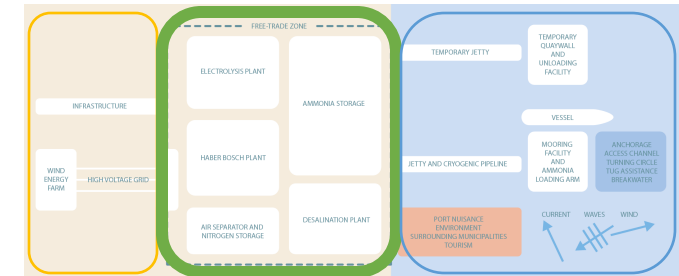 FREE-TRADE ZONE
INFRASTRUCTURE
WIND
ENERGY
FARM
HIGH VOLTAGE GRID
ELECTROLYSIS PLANT
AMMONIA STORAGE
HABER BOSCH PLANT
AIR SEPARATOR AND
NITROGEN STORAGE
DESALINATION PLANT
TEMPORARY JETTY
TEMPORARY
QUAYWALL
AND
UNLOADING
FACILITY
VESSEL
JETTY AND CRYOGENIC PIPELINE
MOORING
FACILITY
AND
AMMONIA
LOADING ARM
ANCHORAGE
ACCESS CHANNEL
TURNING CIRCLE
TUG ASSISTANCE
BREAKWATER
PORT NUISANCE
ENVIRONMENT
SURROUNDING MUNICIPALITIES
TOURISM
CURRENT
WAVES
WIND